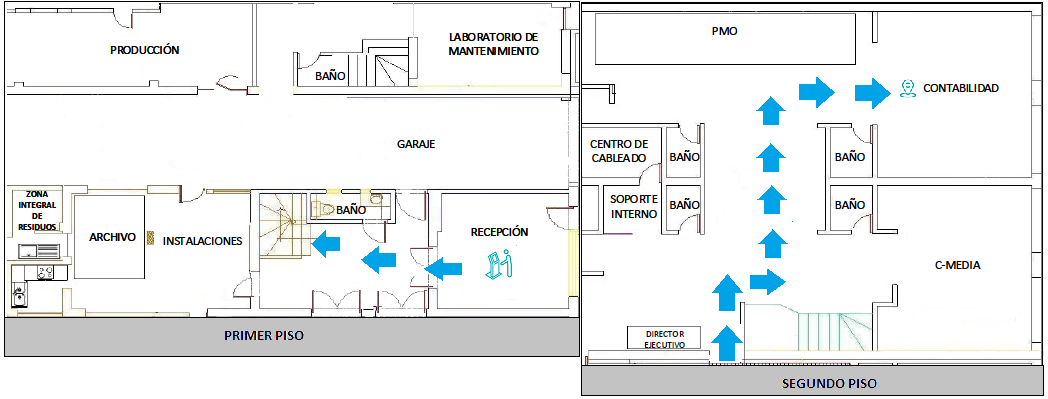 PRODUCCIÓN
LABORATORIO DE
MANTENIMIENTO
BAÑO
GARAJE
ZONA
INTEGRAL
DE
RESIDUOS
ARCHIVO
INSTALACIONES
BAÑO
RECEPCIÓN
PRIMER PISO
PMO
CONTABILIDAD
CENTRO DE
CABLEADO
BAÑO
BAÑO
SOPORTE
INTERNO
BAÑO
BAÑO
C-MEDIA
DIRECTOR
EJECUTIVO
SEGUNDO PISO